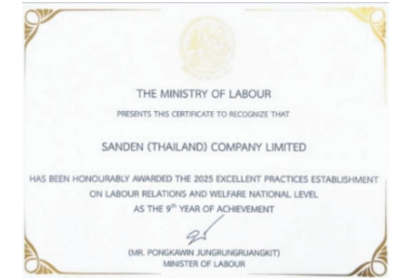 THE MINISTRY OF LABOUR
PRESENTS THIS CERTIFICATE TO RECOGNIZE THAT
SANDEN (THAILAND) COMPANY LIMITED
HAS BEEN HONOURABLY AWARDED THE 2025 EXCELLENT PRACTICES ESTABLISHMENT
ON LABOUR RELATIONS AND WELFARE NATIONAL LEVEL
AS THE 9th YEAR OF ACHIEVEMENT
(MR. PONGKAWIN JUNGRUNGRUANGKIT)
MINISTER OF LABOUR